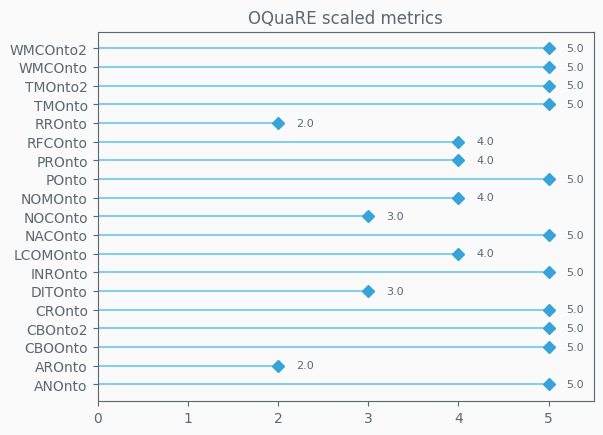 OQuaRE scaled metrics
WMCOnto2 5.0
WMCOnto 5.0
TMOnto2 5.0
TMOnto 5.0
RROnto 2.0
RFCOnto 4.0
PROnto 4.0
POnto 5.0
NOMOnto 4.0
NOCOnto 3.0
NACOnto 5.0
LCOMOnto 4.0
INROnto 5.0
DITOnto 3.0
CROnto 5.0
CBOnto2 5.0
CBOOnto 5.0
AROnto 2.0
ANOnto 5.0
0 1 2 3 4 5